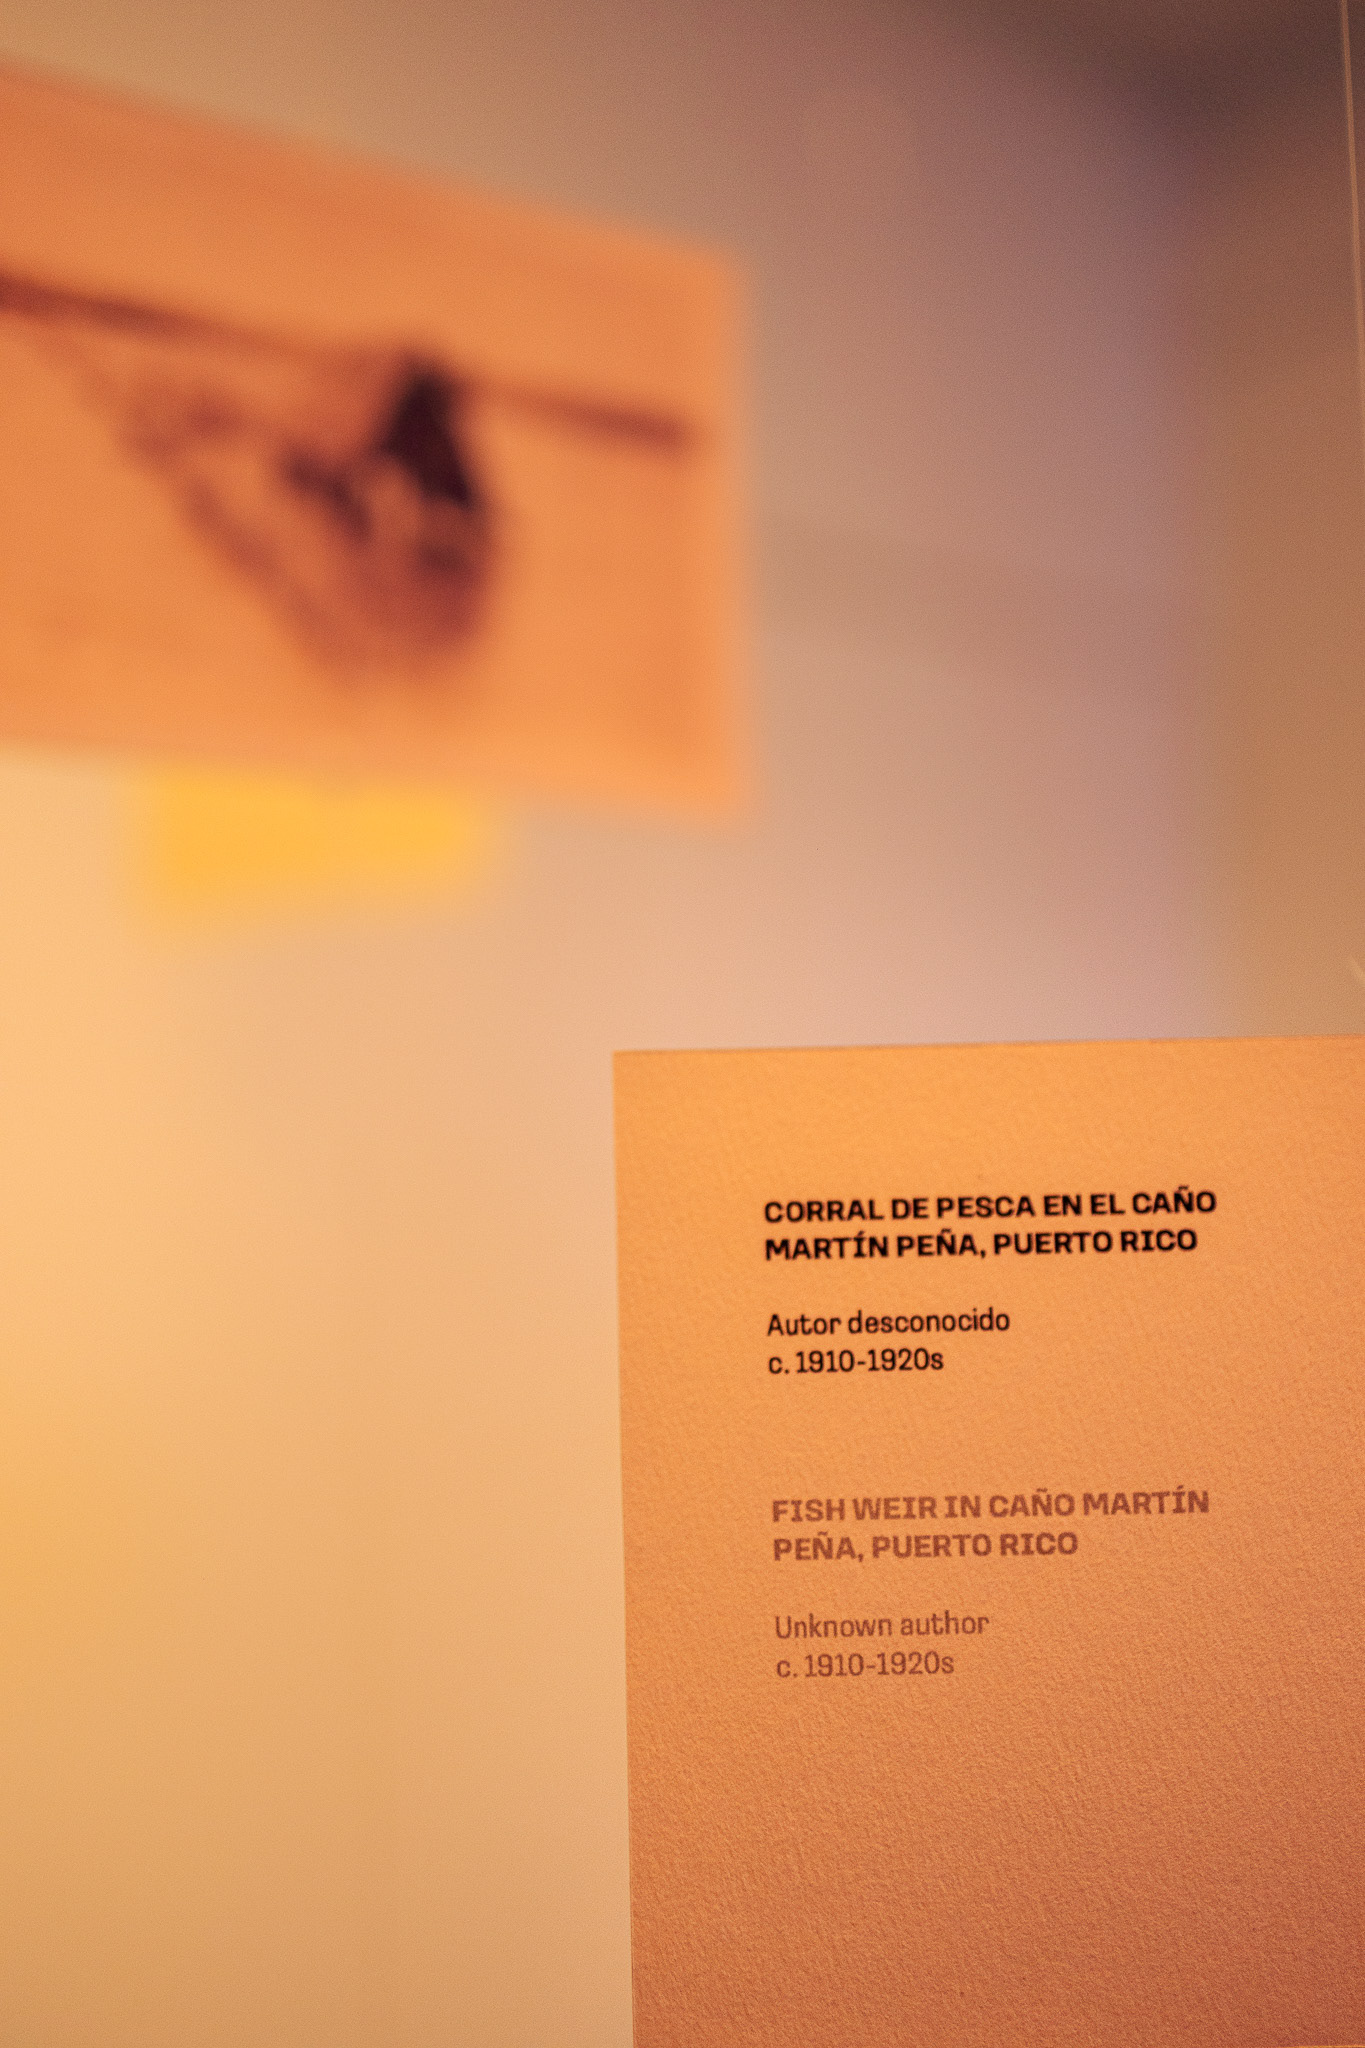 CORRAL DE PESCA EN EL CAÑO
MARTÍN PEÑA, PUERTO RICO
Autor desconocido
c. 1910-1920s
FISH WEIR IN CAÑO MARTÍN
PEÑA, PUERTO RICO
Unknown author
c. 1910-1920s